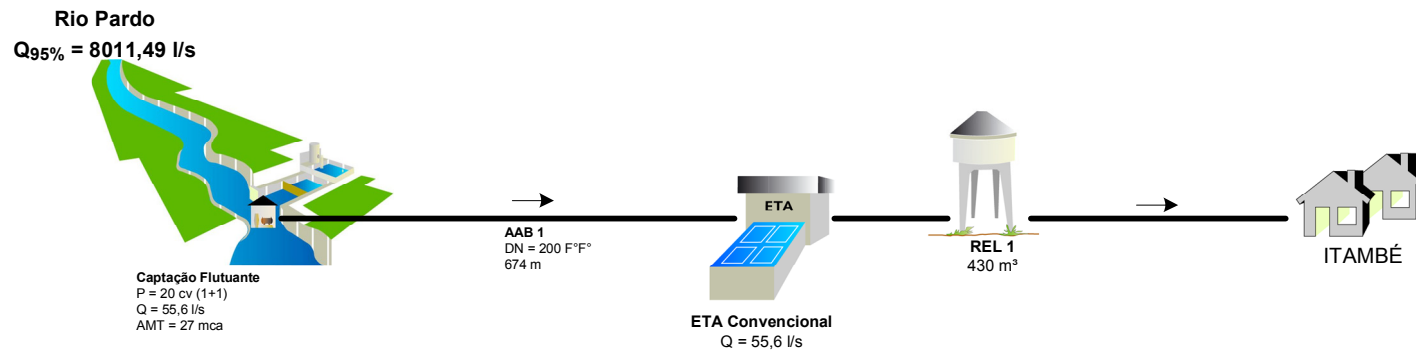 Rio Pardo
Q95% = 8011,49 l/s
Captação Flutuante
P = 20 cv (1+1)
Q = 55,6 l/s
AMT = 27 mca
AAB 1
DN = 200 F°F°
674 m
ETA
ETA Convencional
Q = 55,6 l/s
REL 1
430 m³
ITAMBÉ